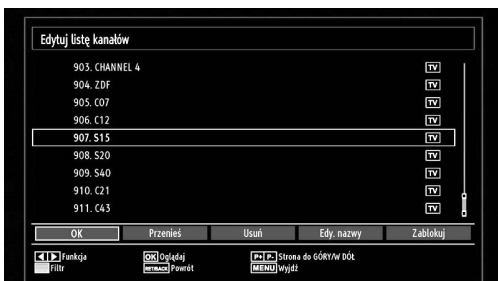 Edytuj listę kanałów
903. CHANNEL 4 TV
904. ZDF TV
905. C07 TV
906. C12 TV
907. S15 TV
908. S20 TV
909. S40 TV
910. C21 TV
911. C43 TV
OK Przenieś Usuń Edy. nazwy Zablokuj
Funkcja OK Oglądaj P+ P- Strona do GÓRY/W DÓŁ
Filtr RET/BACK Powrót MENU Wyjdź